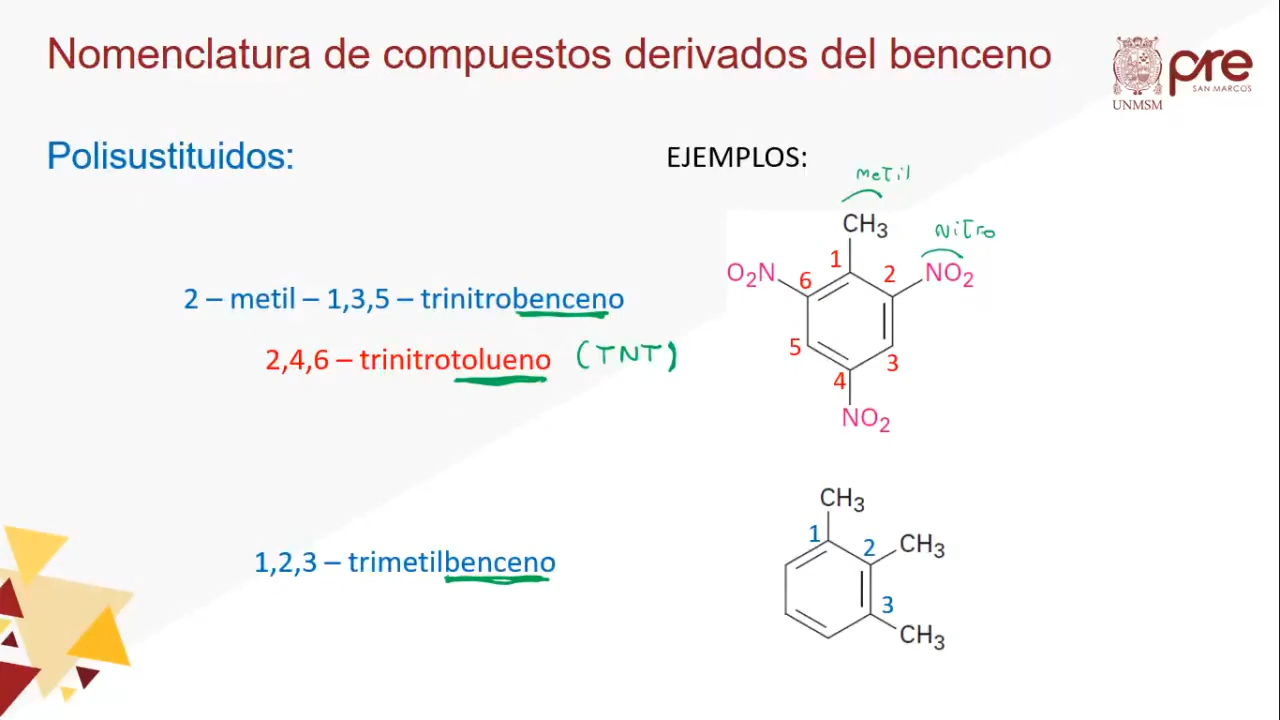 Nomenclatura de compuestos derivados del benceno
UNMSM
pre
SAN MARCOS
Polisustituidos:
EJEMPLOS:
metil
CH3
Nitro
O2N
6
1
2
NO2
5
4
3
NO2
2 – metil – 1,3,5 – trinitrobenceno
2,4,6 – trinitrotolueno (TNT)
CH3
1
2
CH3
3
CH3
1,2,3 – trimetilbenceno